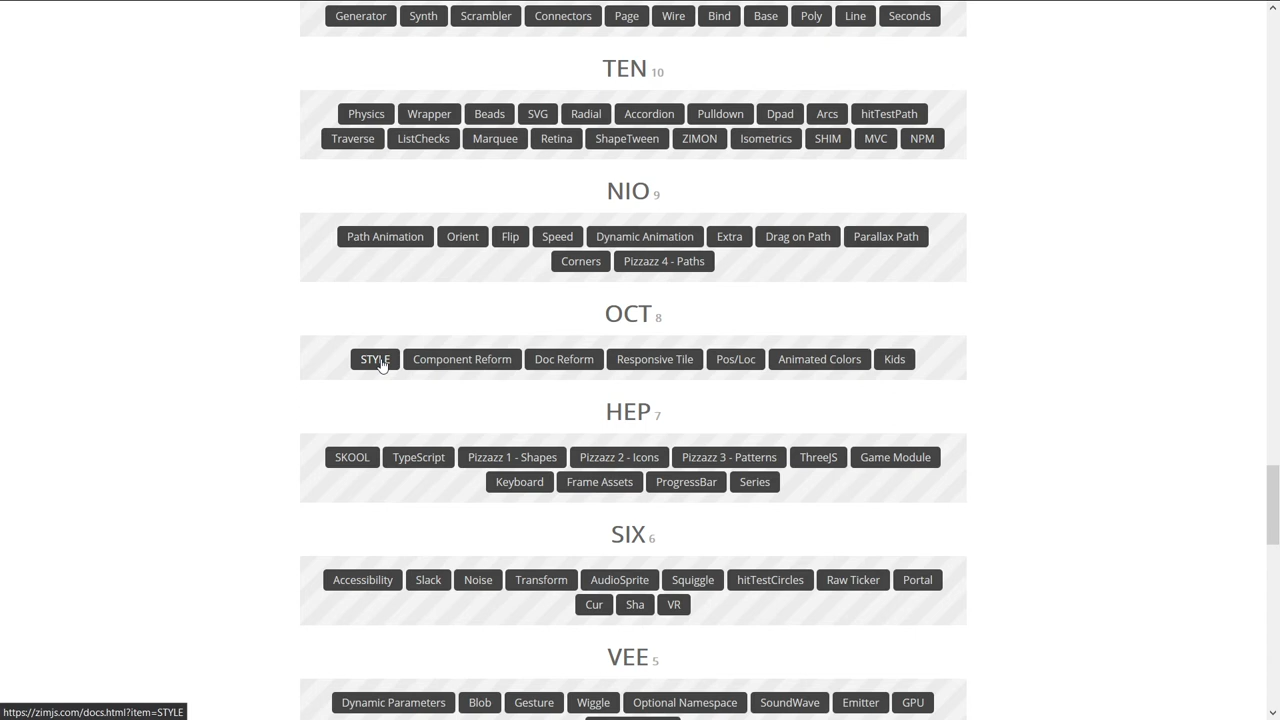 Generator Synth Scrambler Connectors Page Wire Bind Base Poly Line Seconds
TEN 10
Physics Wrapper Beads SVG Radial Accordion Pulldown Dpad Arcs hitTestPath
Traverse ListChecks Marquee Retina ShapeTween ZIMON Isometrics SHIM MVC NPM
NIO 9
Path Animation Orient Flip Speed Dynamic Animation Extra Drag on Path Parallax Path
Corners Pizzazz 4 - Paths
OCT 8
STYLE Component Reform Doc Reform Responsive Tile Pos/Loc Animated Colors Kids
HEP 7
SKOOL TypeScript Pizzazz 1 - Shapes Pizzazz 2 - Icons Pizzazz 3 - Patterns ThreeJS Game Module
Keyboard Frame Assets ProgressBar Series
SIX 6
Accessibility Slack Noise Transform AudioSprite Squiggle hitTestCircles Raw Ticker Portal
Cur Sha VR
VEE 5
Dynamic Parameters Blob Gesture Wiggle Optional Namespace SoundWave Emitter GPU
https://zimjs.com/docs.html?item=STYLE